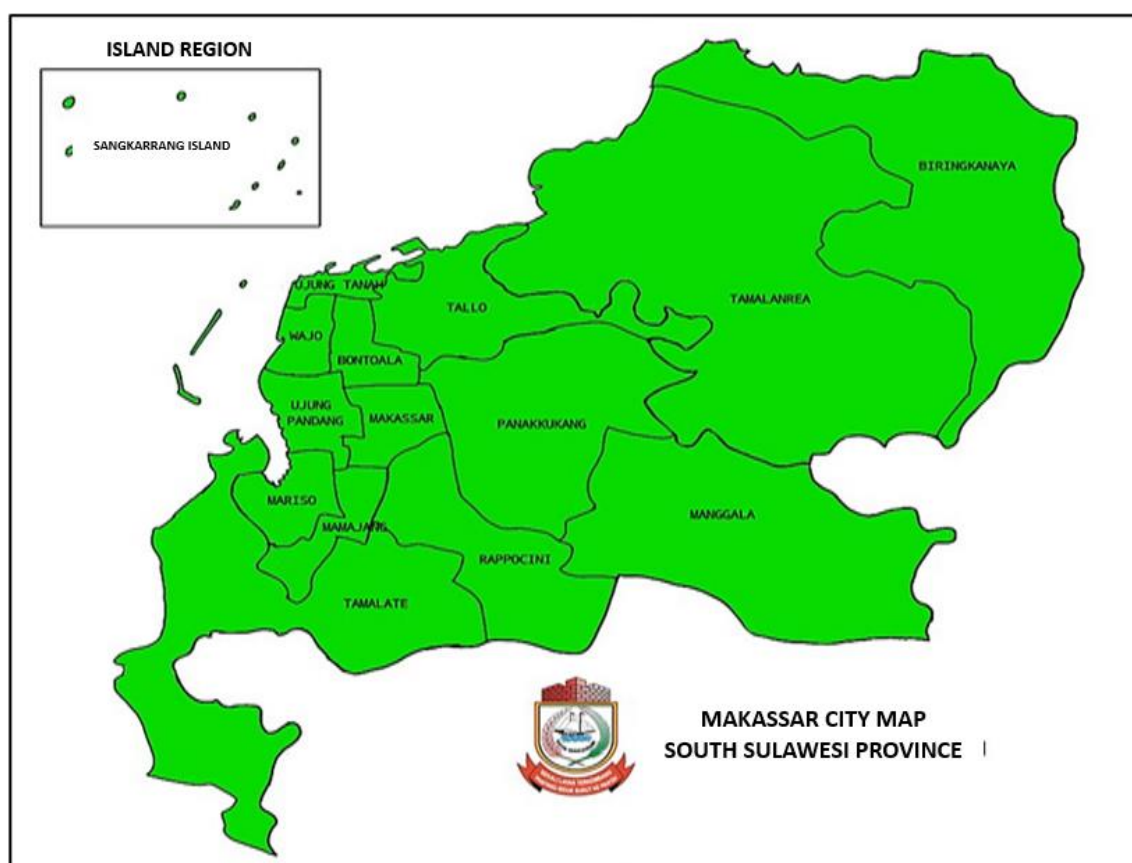 ISLAND REGION
SANGKARRANG ISLAND
BIRINGKANAYA
UJUNG TANAH
TALLO
TAMALANREA
WAJO
BONTOALA
UJUNG
PANDANG
MAKASSAR
PANAKKUKANG
MARISO
MANGGALA
MAMAJANG
RAPPOCINI
TAMALATE
MAKASSAR CITY MAP
SOUTH SULAWESI PROVINCE